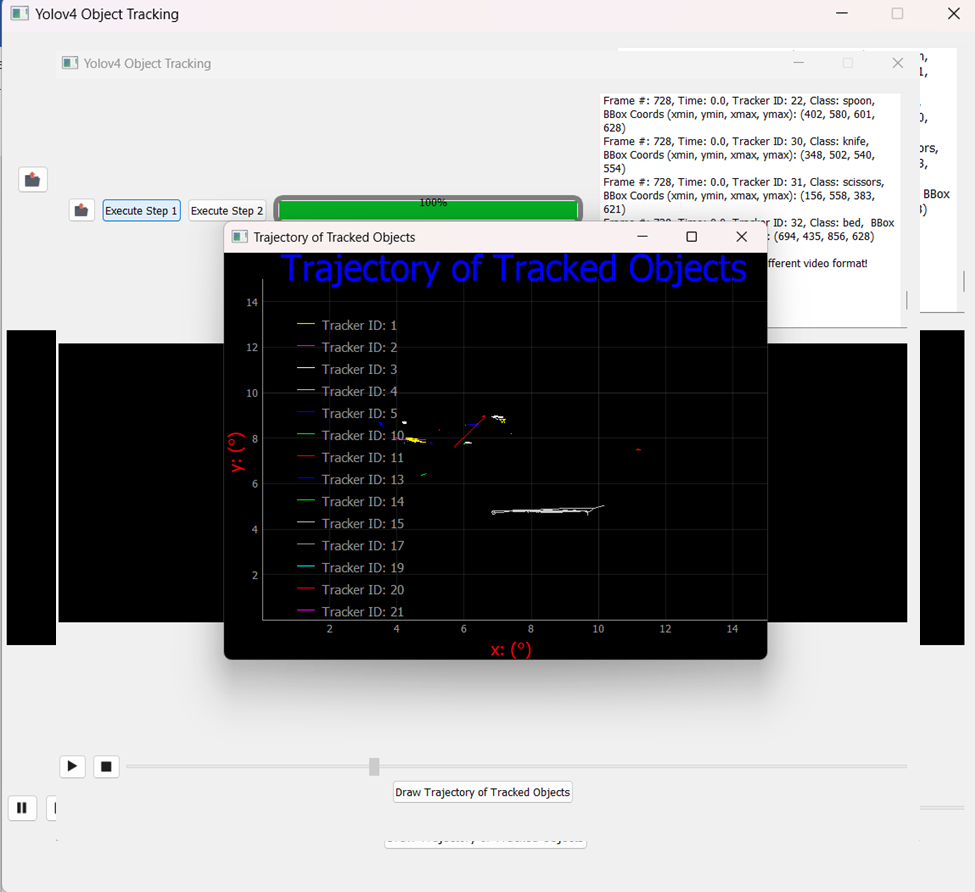 Yolov4 Object Tracking
Yolov4 Object Tracking
Frame #: 728, Time: 0.0, Tracker ID: 22, Class: spoon,
BBox Coords (xmin, ymin, xmax, ymax): (402, 580, 601,
628)
Frame #: 728, Time: 0.0, Tracker ID: 30, Class: knife,
BBox Coords (xmin, ymin, xmax, ymax): (348, 502, 540,
554)
Frame #: 728, Time: 0.0, Tracker ID: 31, Class: scissors,
BBox Coords (xmin, ymin, xmax, ymax): (156, 558, 383,
621)
Frame #: 728, Time: 0.0, Tracker ID: 32, Class: bed, BBox
: (694, 435, 856, 628)
fferent video format!
BBox
Execute Step 1
Execute Step 2
100%
Trajectory of Tracked Objects
Trajectory of Tracked Objects
Tracker ID: 1
Tracker ID: 2
Tracker ID: 3
Tracker ID: 4
Tracker ID: 5
Tracker ID: 10
Tracker ID: 11
Tracker ID: 13
Tracker ID: 14
Tracker ID: 15
Tracker ID: 17
Tracker ID: 19
Tracker ID: 20
Tracker ID: 21
14
12
10
8
6
4
2
y: (°)
2 4 6 8 10 12 14
x: (°)
Draw Trajectory of Tracked Objects